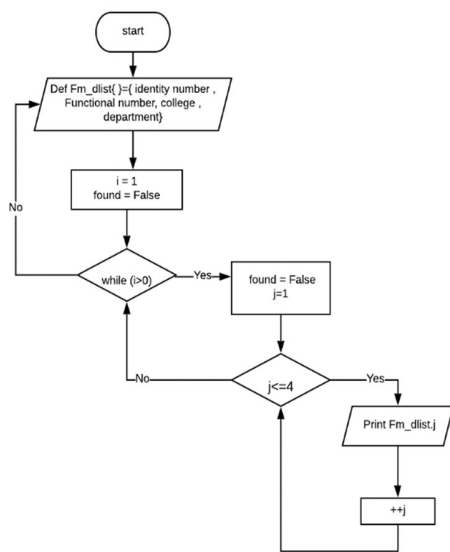 start
Def Fm_dlist{ }={ identity number ,
Functional number, college ,
department}
i = 1
found = False
No
while (i>0)
Yes
found = False
j=1
No
j<=4
Yes
Print Fm_dlist.j
++j